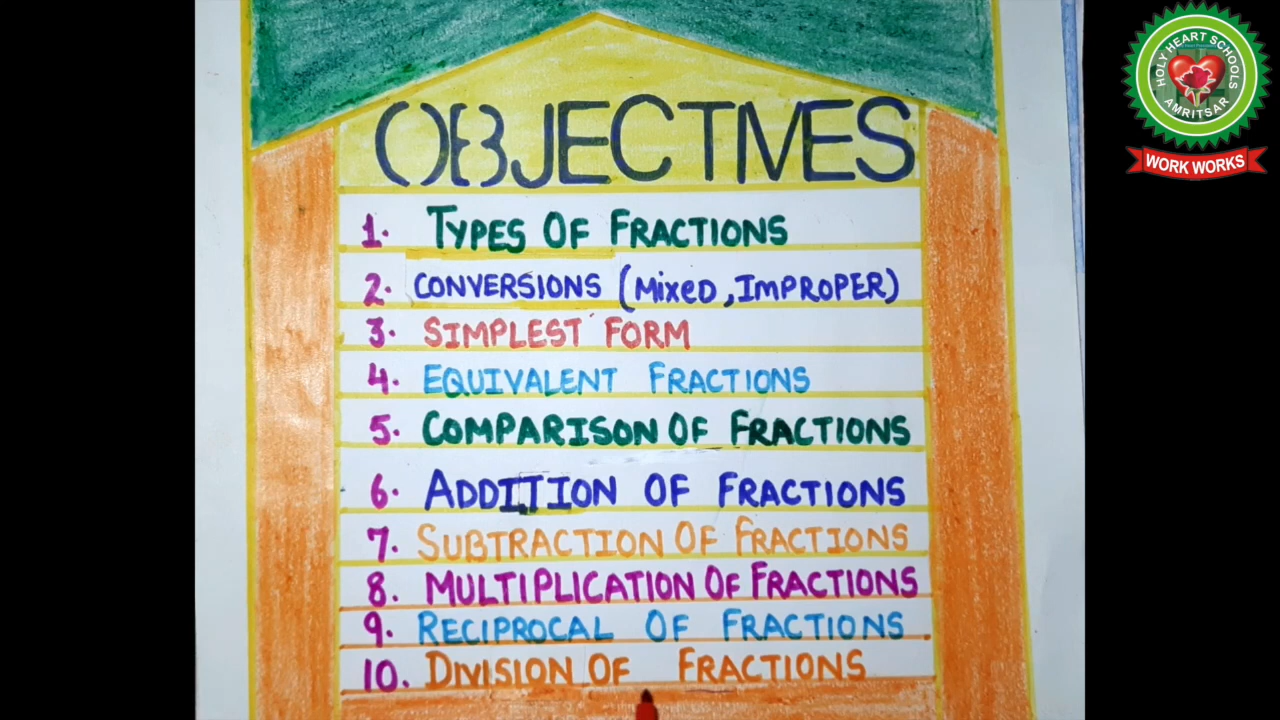 OBJECTIVES
1. TYPES OF FRACTIONS
2. CONVERSIONS (MixeD, IMPROPER)
3. SIMPLEST FORM
4. EQUIVALENT FRACTIONS
5. COMPARISON OF FRACTIONS
6. ADDITION OF FRACTIONS
7. SUBTRACTION OF FRACTIONS
8. MULTIPLICATION OF FRACTIONS
9. RECIPROCAL OF FRACTIONS.
10. DIVISION OF FRACTIONS
HOLY HEART SCHOOLS
AMRITSAR
WORK WORKS